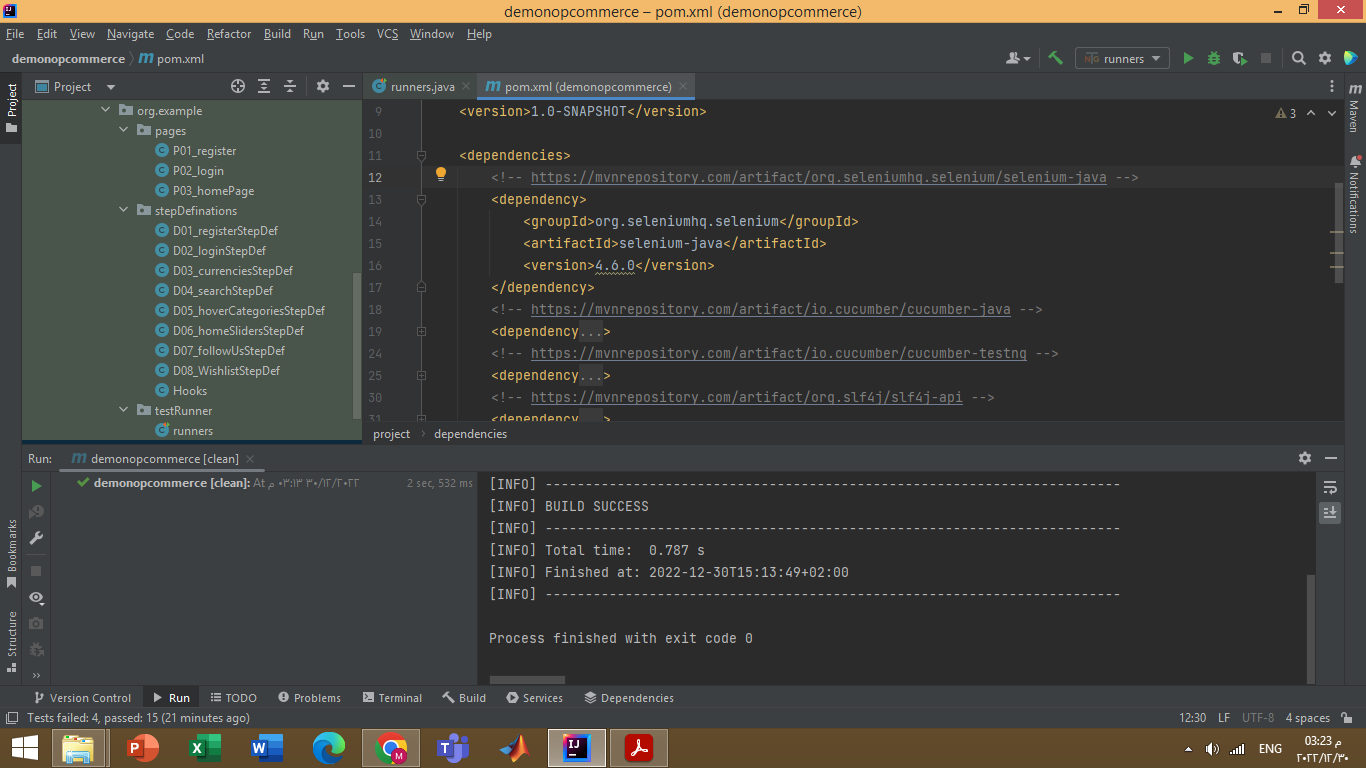 demonopcommerce – pom.xml (demonopcommerce)
File Edit View Navigate Code Refactor Build Run Tools VCS Window Help
demonopcommerce pom.xml
runners
Project
runners.java
pom.xml (demonopcommerce)
Project
org.example
pages
P01_register
P02_login
P03_homePage
stepDefinations
D01_registerStepDef
D02_loginStepDef
D03_currenciesStepDef
D04_searchStepDef
D05_hoverCategoriesStepDef
D06_homeSlidersStepDef
D07_followUsStepDef
D08_WishlistStepDef
Hooks
testRunner
runners
9 <version>1.0-SNAPSHOT</version>
3
10
11 <dependencies>
12 <!-- https://mvnrepository.com/artifact/org.seleniumhq.selenium/selenium-java -->
13 <dependency>
14 <groupId>org.seleniumhq.selenium</groupId>
15 <artifactId>selenium-java</artifactId>
16 <version>4.6.0</version>
17 </dependency>
18 <!-- https://mvnrepository.com/artifact/io.cucumber/cucumber-java -->
19 <dependency...>
24 <!-- https://mvnrepository.com/artifact/io.cucumber/cucumber-testng -->
25 <dependency...>
30 <!-- https://mvnrepository.com/artifact/org.slf4j/slf4j-api -->
31 <dependency...>
project dependencies
Maven
Notifications
Run: demonopcommerce [clean]
demonopcommerce [clean]: At ٣٠/١٢/٢٠٢٢ ٠٣:١٣ م 2 sec, 532 ms
[INFO] ------------------------------------------------------------------------
[INFO] BUILD SUCCESS
[INFO] ------------------------------------------------------------------------
[INFO] Total time:  0.787 s
[INFO] Finished at: 2022-12-30T15:13:49+02:00
[INFO] ------------------------------------------------------------------------
Process finished with exit code 0
Bookmarks
Structure
Version Control Run TODO Problems Terminal Build Services Dependencies
Tests failed: 4, passed: 15 (21 minutes ago) 12:30 LF UTF-8 4 spaces
ENG
03:23 م
٢٠٢٢/١٢/٣٠